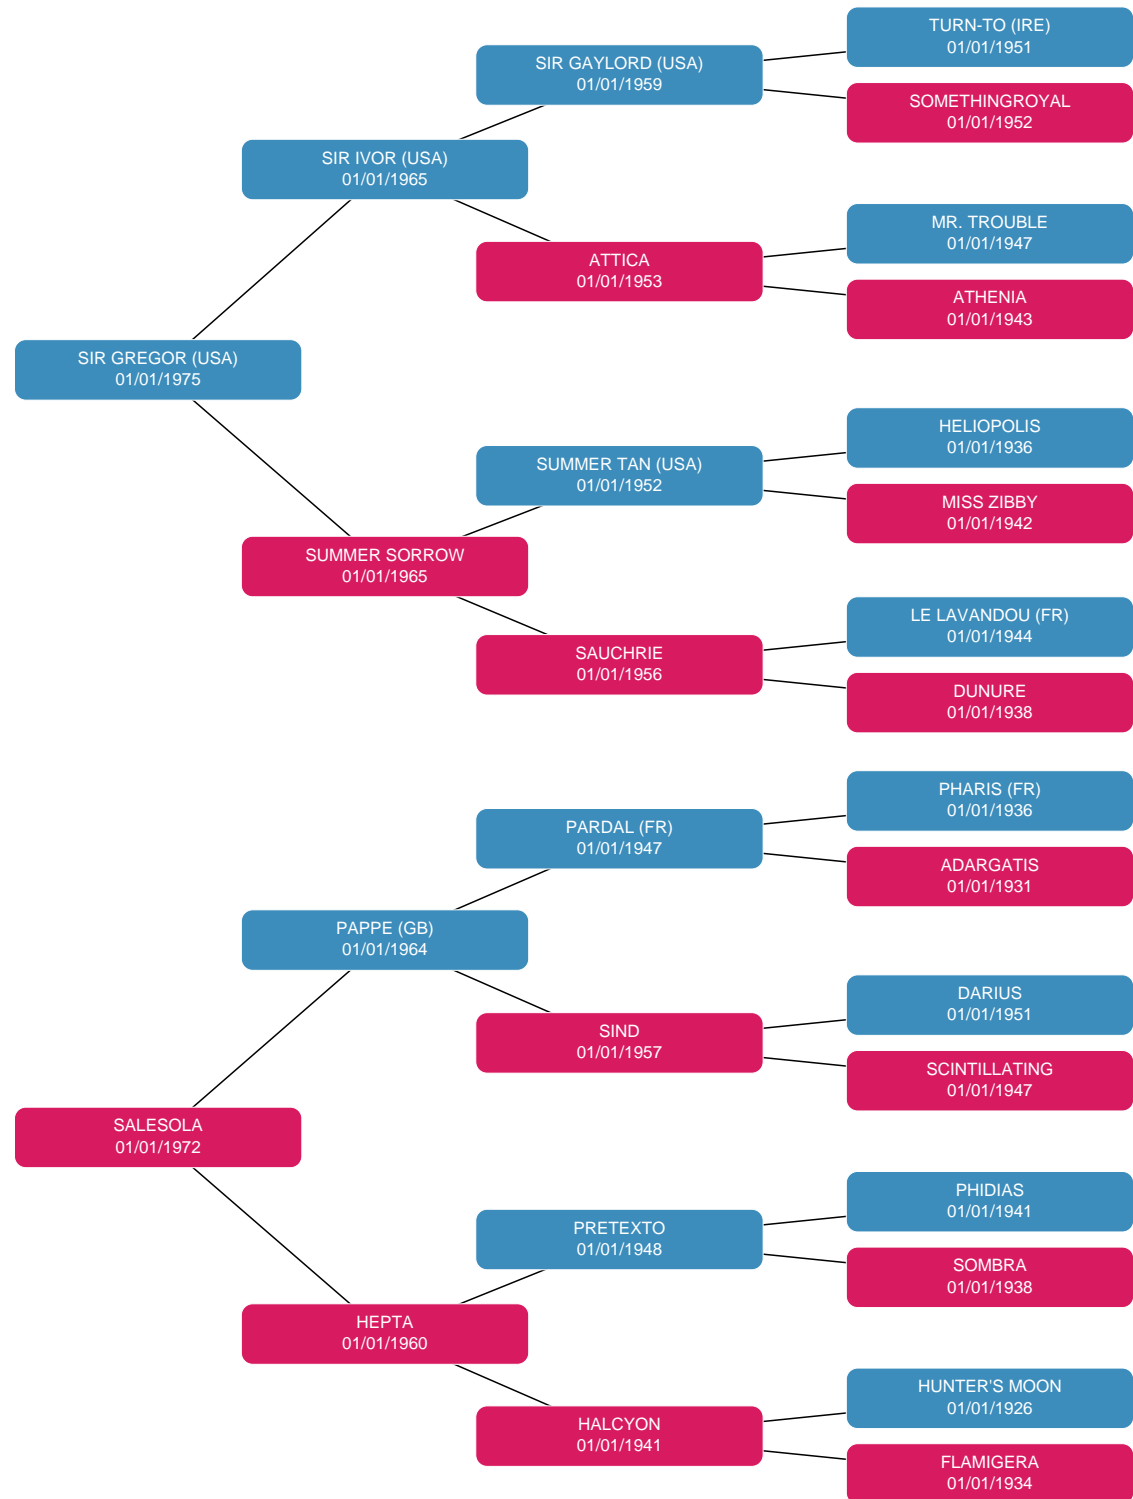 TURN-TO (IRE)
01/01/1951
SIR GAYLORD (USA)
01/01/1959
SOMETHINGROYAL
01/01/1952
SIR IVOR (USA)
01/01/1965
MR. TROUBLE
01/01/1947
ATTICA
01/01/1953
ATHENIA
01/01/1943
SIR GREGOR (USA)
01/01/1975
HELIOPOLIS
01/01/1936
SUMMER TAN (USA)
01/01/1952
MISS ZIBBY
01/01/1942
SUMMER SORROW
01/01/1965
LE LAVANDOU (FR)
01/01/1944
SAUCHRIE
01/01/1956
DUNURE
01/01/1938
PHARIS (FR)
01/01/1936
PARDAL (FR)
01/01/1947
ADARGATIS
01/01/1931
PAPPE (GB)
01/01/1964
DARIUS
01/01/1951
SIND
01/01/1957
SCINTILLATING
01/01/1947
SALESOLA
01/01/1972
PHIDIAS
01/01/1941
PRETEXTO
01/01/1948
SOMBRA
01/01/1938
HEPTA
01/01/1960
HUNTER'S MOON
01/01/1926
HALCYON
01/01/1941
FLAMIGERA
01/01/1934